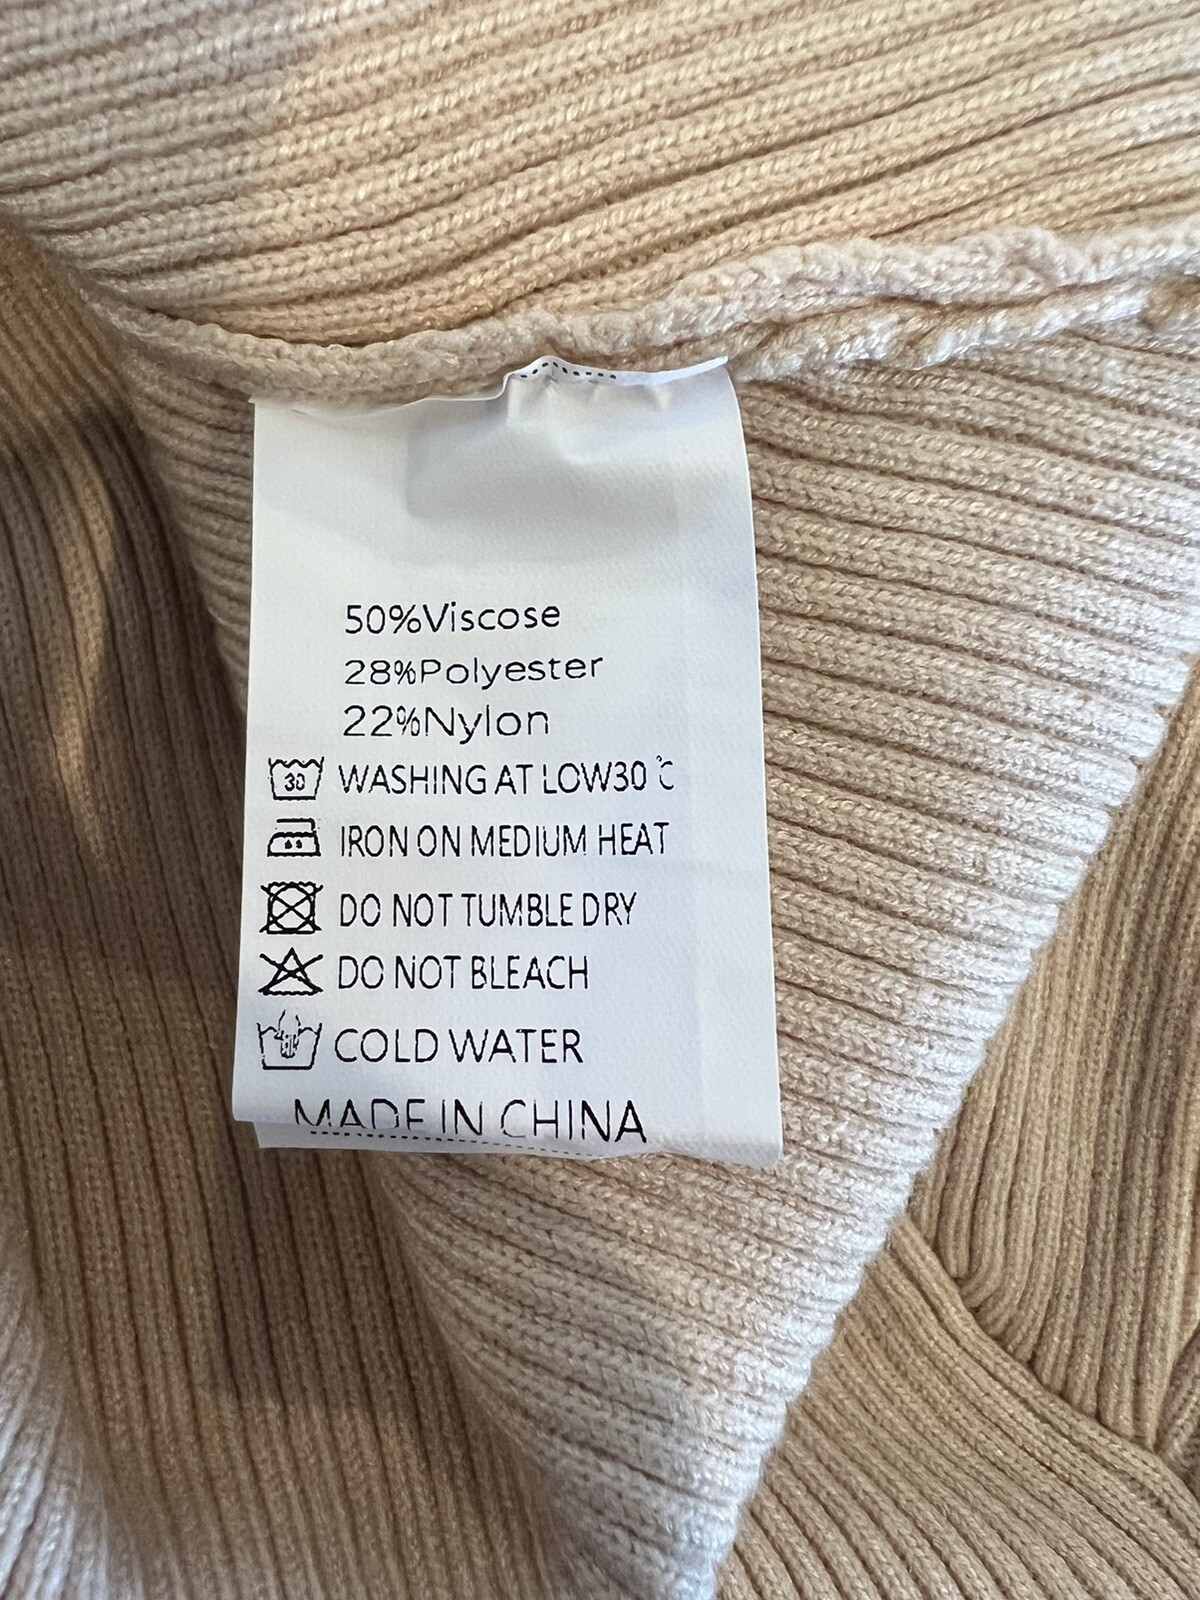 50%Viscose
28%Polyester
22%Nylon
30 WASHING AT LOW30℃
IRON ON MEDIUM HEAT
DO NOT TUMBLE DRY
DO NOT BLEACH
COLD WATER
MADE IN CHINA